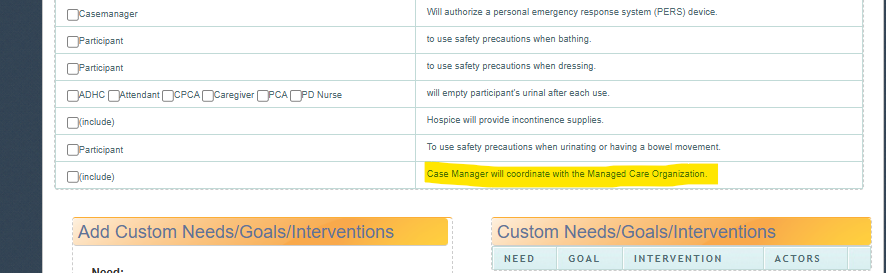 Casemanager Will authorize a personal emergency response system (PERS) device.
Participant to use safety precautions when bathing.
Participant to use safety precautions when dressing.
ADHC Attendant CPCA Caregiver PCA PD Nurse will empty participant's urinal after each use.
(include) Hospice will provide incontinence supplies.
Participant To use safety precautions when urinating or having a bowel movement.
(include) Case Manager will coordinate with the Managed Care Organization.
Add Custom Needs/Goals/Interventions
Need:
Custom Needs/Goals/Interventions
NEED GOAL INTERVENTION ACTORS